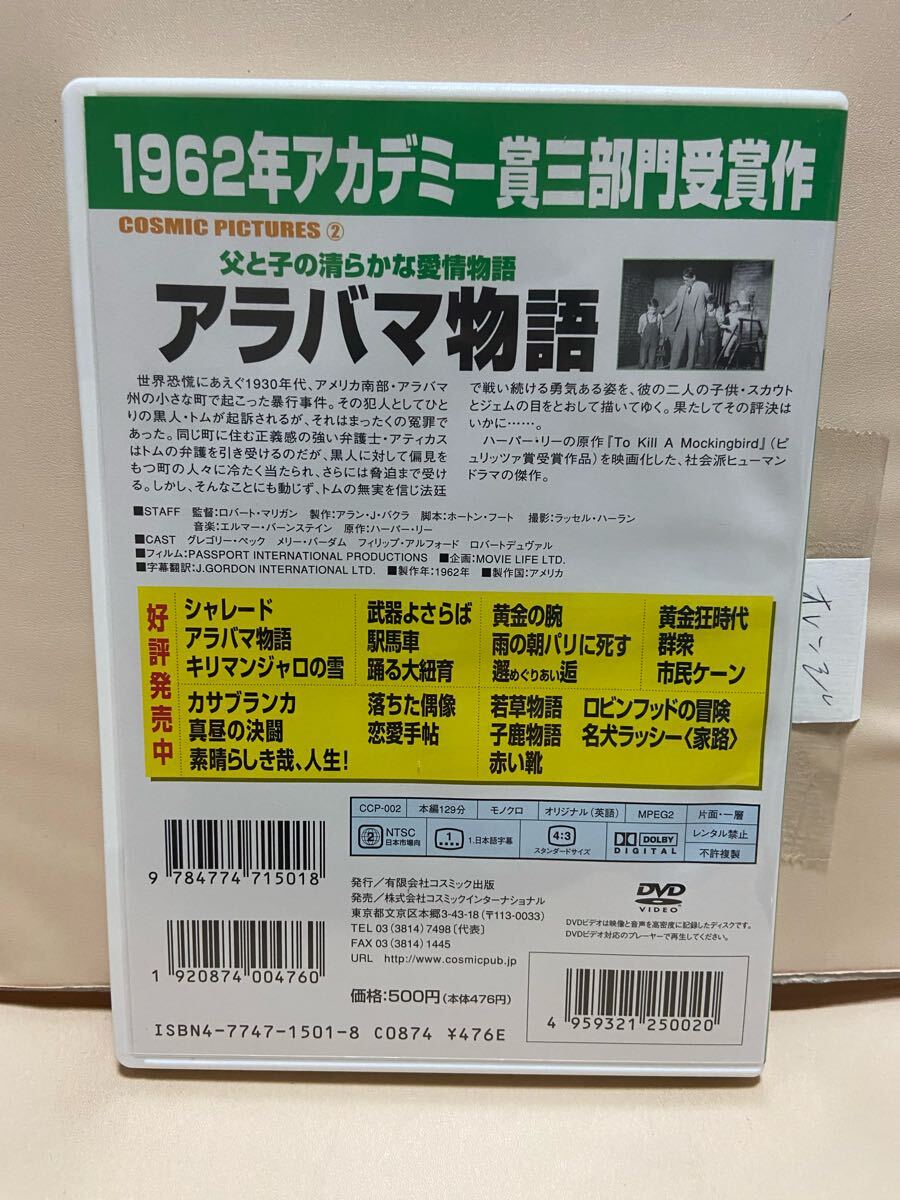 1962年アカデミー賞三部門受賞作
COSMIC PICTURES ②
父と子の清らかな愛情物語
アラバマ物語
世界恐慌にあえぐ1930年代、アメリカ南部・アラバマ
州の小さな町で起こった暴行事件。その犯人としてひと
りの黒人・トムが起訴されるが、それはまったくの冤罪で
あった。同じ町に住む正義感の強い弁護士・アティカス
はトムの弁護を引き受けるのだが、黒人に対して偏見を
もつ町の人々に冷たく当たられ、さらには脅迫まで受け
る。しかし、そんなことにも動じず、トムの無実を信じ法廷
で戦い続ける勇気ある姿を、彼の二人の子供・スカウト
とジェムの目をとおして描いてゆく。果たしてその評決は
いかに……。
ハーパー・リーの原作『To Kill A Mockingbird』(ピ
ュリッツァ賞受賞作品)を映画化した、社会派ヒューマン
ドラマの傑作。
■STAFF 監督:ロバート・マリガン 製作:アラン・J・パクラ 脚本:ホートン・フート 撮影:ラッセル・ハーラン
音楽:エルマー・バーンステイン 原作:ハーパー・リー
■CAST グレゴリー・ペック メリー・バーダム フィリップ・アルフォード ロバートデュヴァル
■フィルム:PASSPORT INTERNATIONAL PRODUCTIONS ■企画:MOVIE LIFE LTD.
■字幕翻訳:J.GORDON INTERNATIONAL LTD. ■製作年:1962年 ■製作国:アメリカ
好評発売中
シャレード 武器よさらば 黄金の腕 黄金狂時代
アラバマ物語 駅馬車 雨の朝パリに死す 群衆
キリマンジャロの雪 踊る大紐育 邂めぐりあい逅 市民ケーン
カサブランカ 落ちた偶像 若草物語 ロビンフッドの冒険
真昼の決闘 恋愛手帖 子鹿物語 名犬ラッシー〈家路〉
素晴らしき哉、人生! 赤い靴
CCP-002 本編129分 モノクロ オリジナル(英語) MPEG2 片面・一層
2 NTSC 日本市場向 1 1.日本語字幕 4:3 スタンダードサイズ DOLBY DIGITAL レンタル禁止
不許複製
9 784774 715018
1 920874 004760
発行/有限会社コスミック出版
発売/株式会社コスミックインターナショナル
東京都文京区本郷3-43-18(〒113-0033)
TEL 03(3814)7498〔代表〕
FAX 03(3814)1445
URL http://www.cosmicpub.jp
価格:500円(本体476円)
DVD
VIDEO
DVDビデオは映像と音声を高密度に記録したディスクです。
DVDビデオ対応のプレーヤーで再生してください。
4 959321 250020
ISBN4-7747-1501-8 C0874 ¥476E